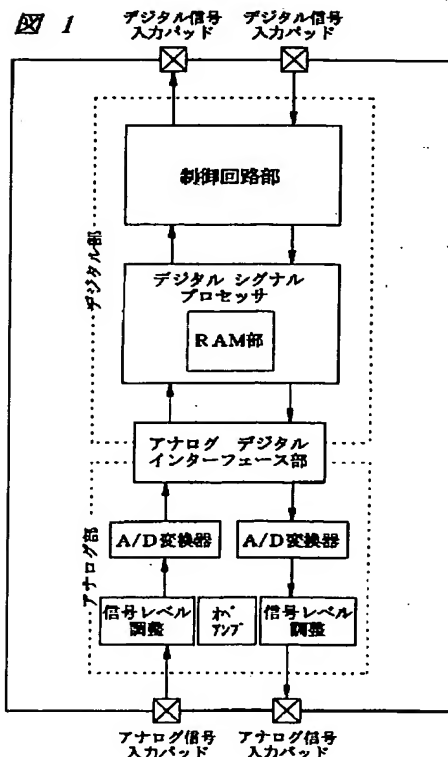 図 1
デジタル信号
入力パッド
デジタル信号
入力パッド
制御回路部
デジタル部
デジタル シグナル
プロセッサ
RAM部
アナログ デジタル
インターフェース部
アナログ部
A/D変換器
A/D変換器
信号レベル
調整
オペ
アンプ
信号レベル
調整
アナログ信号
入力パッド
アナログ信号
入力パッド